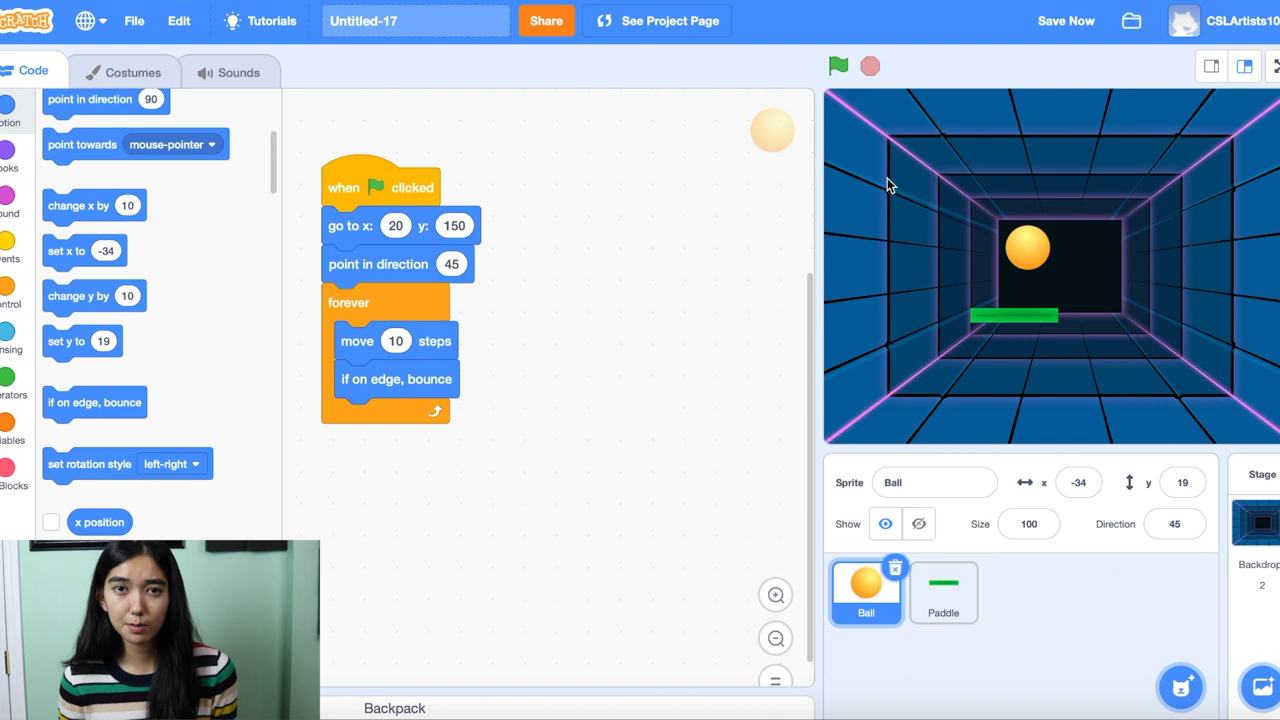 SCRATCH
File
Edit
Tutorials
Untitled-17
Share
See Project Page
Save Now
CSLArtists10
Code
Costumes
Sounds
point in direction 90
point towards mouse-pointer
change x by 10
set x to -34
change y by 10
set y to 19
if on edge, bounce
set rotation style left-right
x position
otion
ooks
ound
vents
ontrol
nsing
erators
iables
Blocks
when clicked
go to x: 20 y: 150
point in direction 45
forever
move 10 steps
if on edge, bounce
Backpack
Sprite Ball x -34 y 19
Show Size 100 Direction 45
Ball
Paddle
Stage
Backdrop
2